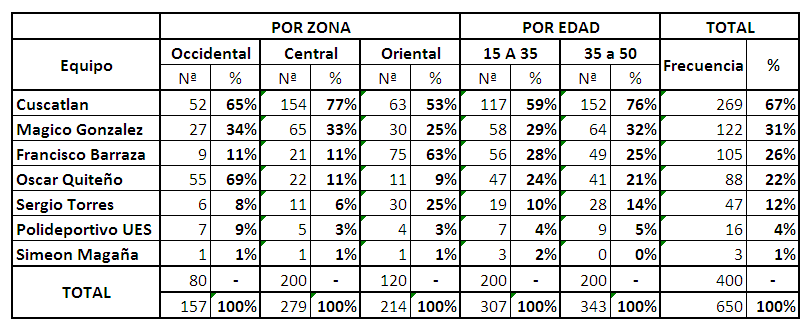 POR ZONA POR EDAD TOTAL
Equipo Occidental Central Oriental 15 A 35 35 a 50 Frecuencia %
Nª % Nª % Nª % Nª % Nª %
Cuscatlan 52 65% 154 77% 63 53% 117 59% 152 76% 269 67%
Magico Gonzalez 27 34% 65 33% 30 25% 58 29% 64 32% 122 31%
Francisco Barraza 9 11% 21 11% 75 63% 56 28% 49 25% 105 26%
Oscar Quiteño 55 69% 22 11% 11 9% 47 24% 41 21% 88 22%
Sergio Torres 6 8% 11 6% 30 25% 19 10% 28 14% 47 12%
Polideportivo UES 7 9% 5 3% 4 3% 7 4% 9 5% 16 4%
Simeon Magaña 1 1% 1 1% 1 1% 3 2% 0 0% 3 1%
TOTAL 80 - 200 - 120 - 200 - 200 - 400 -
157 100% 279 100% 214 100% 307 100% 343 100% 650 100%